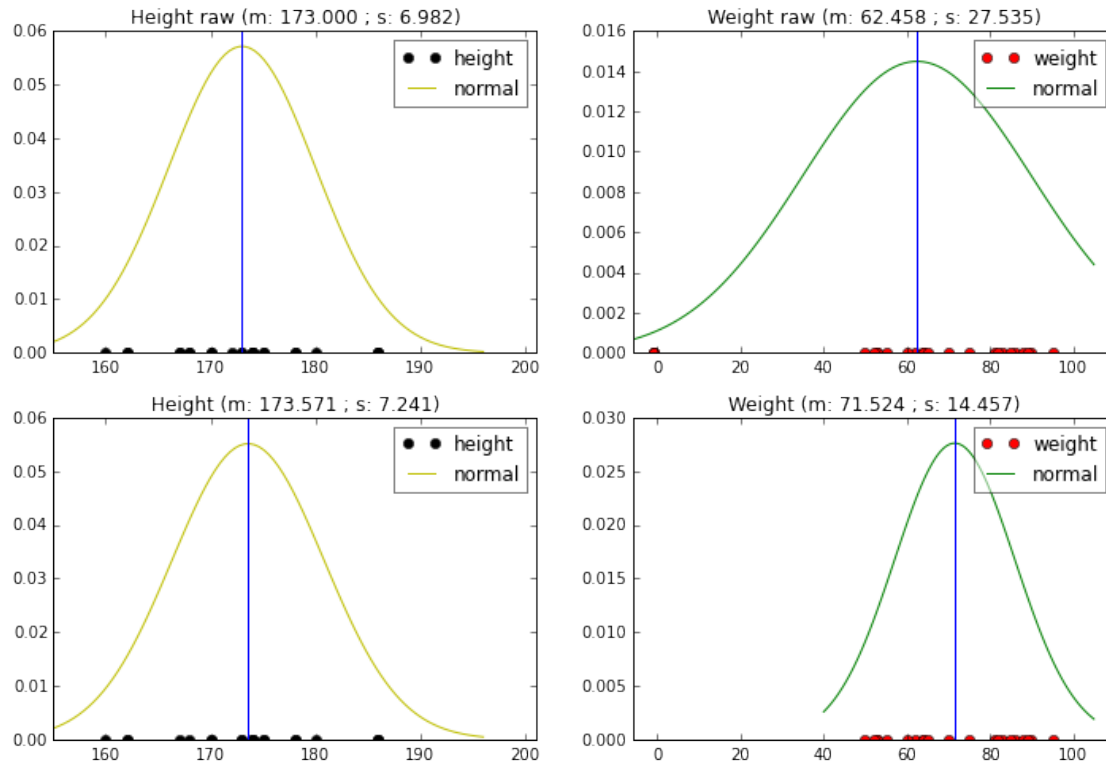 Height raw (m: 173.000 ; s: 6.982)
0.06
0.05
0.04
0.03
0.02
0.01
0.00
160 170 180 190 200
height
normal
Weight raw (m: 62.458 ; s: 27.535)
0.016
0.014
0.012
0.010
0.008
0.006
0.004
0.002
0.000
0 20 40 60 80 100
weight
normal
Height (m: 173.571 ; s: 7.241)
0.06
0.05
0.04
0.03
0.02
0.01
0.00
160 170 180 190 200
height
normal
Weight (m: 71.524 ; s: 14.457)
0.030
0.025
0.020
0.015
0.010
0.005
0.000
0 20 40 60 80 100
weight
normal